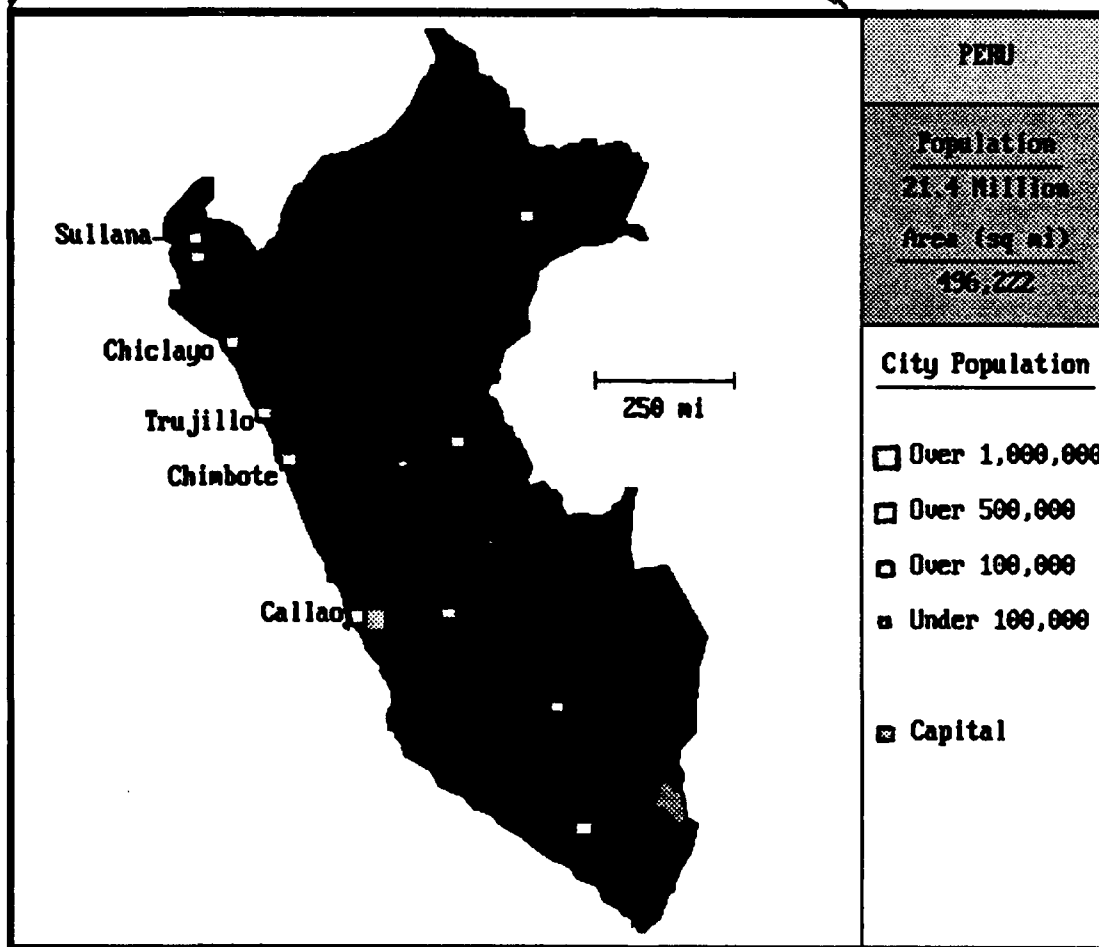 PERU
Population
21.4 Million
Area (sq mi)
496,222
City Population
Over 1,000,000
Over 500,000
Over 100,000
Under 100,000
Capital
Sullana
Chiclayo
Trujillo
Chimbote
Callao
250 mi